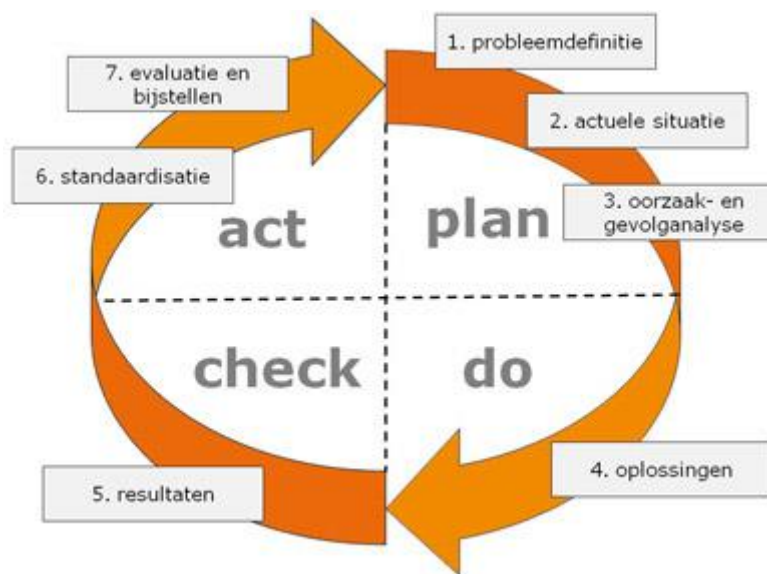 1. probleemdefinitie
2. actuele situatie
3. oorzaak- en
gevolganalyse
4. oplossingen
5. resultaten
6. standaardisatie
7. evaluatie en
bijstellen
act
plan
check
do